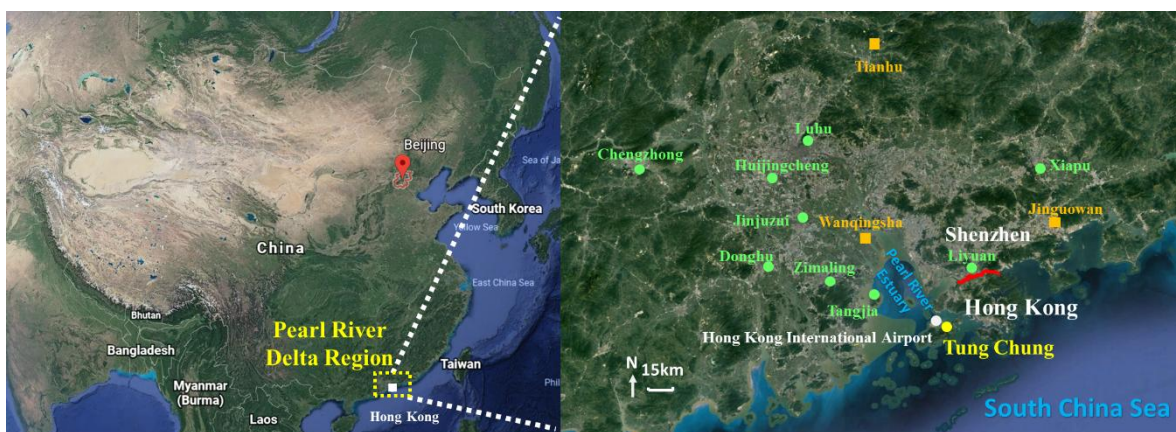 Beijing
Sea of Ja
South Korea
Yellow Sea
China
East China Sea
Pearl River
Delta Region
Bhutan
Bangladesh
Taiwan
Myanmar
(Burma)
Phil
Laos
Hong Kong
Tianhu
Luhu
Chengzhong
Huijingcheng
Xiapu
Jinjuzui
Wanqingsha
Jinguowan
Shenzhen
Donghu
Zimaling
Liyuan
Pearl River
Estuary
Tangjia
Hong Kong
Hong Kong International Airport
Tung Chung
N
15km
South China Sea